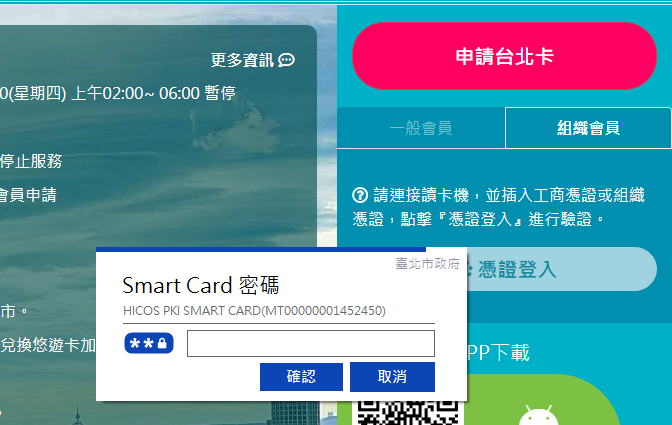 更多資訊
0(星期四) 上午02:00~ 06:00 暫停
停止服務
會員申請
市。
兌換悠遊卡加
申請台北卡
一般會員
組織會員
請連接讀卡機，並插入工商憑證或組織
憑證，點擊『憑證登入』進行驗證。
憑證登入
臺北市政府
Smart Card 密碼
HICOS PKI SMART CARD(MT00000001452450)
確認
取消
PP下載